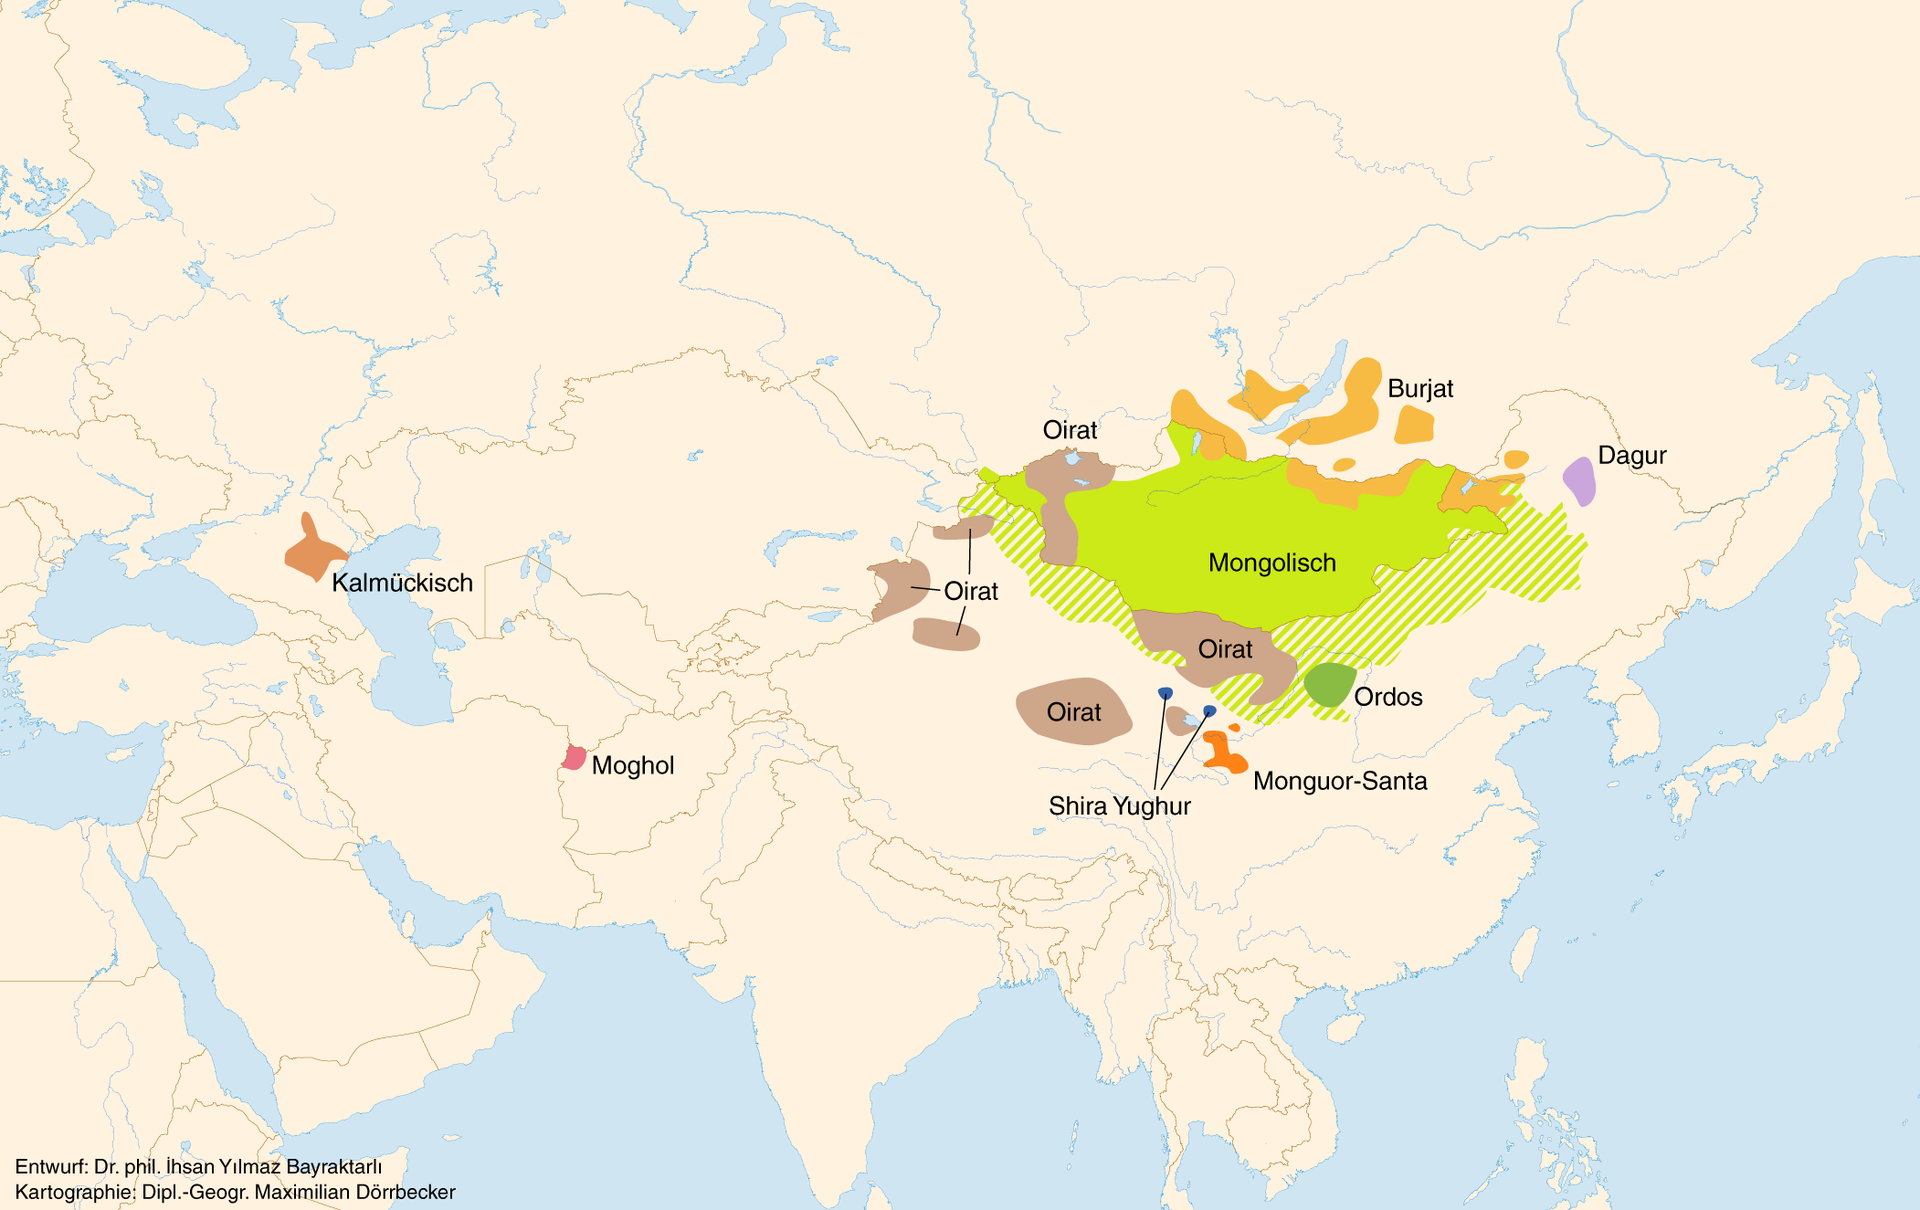 Burjat
Oirat
Dagur
Mongolisch
Kalmückisch
Oirat
Oirat
Ordos
Oirat
Moghol
Monguor-Santa
Shira Yughur
Entwurf: Dr. phil. İhsan Yılmaz Bayraktarlı
Kartographie: Dipl.-Geogr. Maximilian Dörrbecker